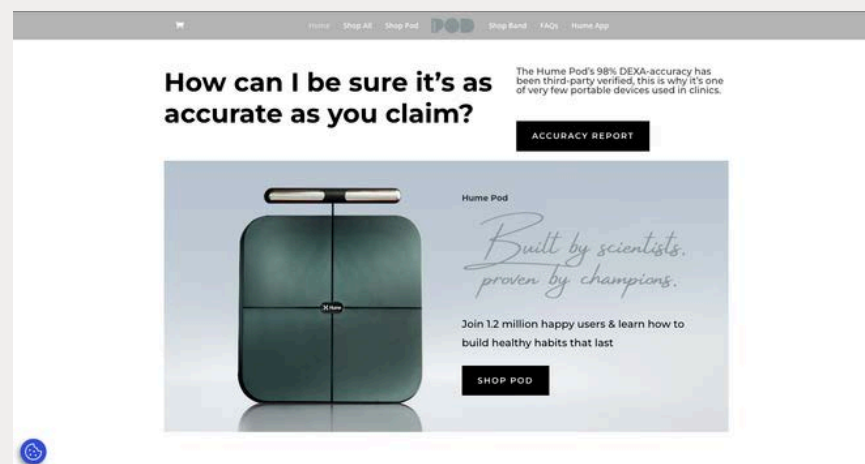 Home Shop All Shop Pod POD Shop Band FAQs Hume App
How can I be sure it's as
accurate as you claim?
The Hume Pod's 98% DEXA-accuracy has
been third-party verified, this is why it's one
of very few portable devices used in clinics.
ACCURACY REPORT
Hume Pod
Built by scientists.
proven by champions.
Hume
Join 1.2 million happy users & learn how to
build healthy habits that last
SHOP POD